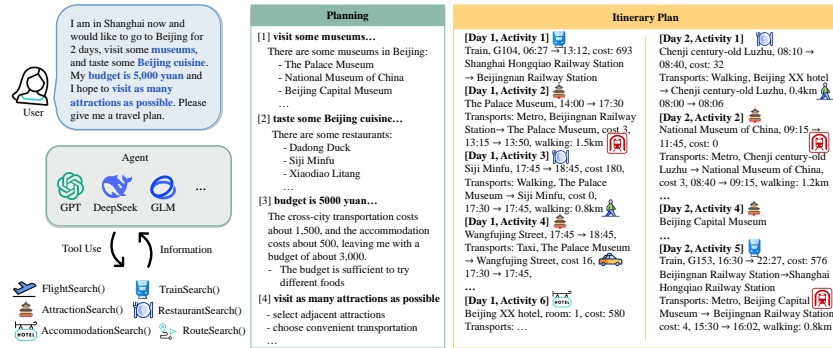 I am in Shanghai now and
would like to go to Beijing for
2 days, visit some museums,
and taste some Beijing cuisine.
My budget is 5,000 yuan and
I hope to visit as many
attractions as possible. Please
give me a travel plan.
User
Agent
GPT DeepSeek GLM ...
Tool Use
Information
FlightSearch()
TrainSearch()
AttractionSearch()
RestaurantSearch()
HOTEL
AccommodationSearch()
RouteSearch()
Planning
[1] visit some museums…
There are some museums in Beijing:
- The Palace Museum
- National Museum of China
- Beijing Capital Museum
…
[2] taste some Beijing cuisine…
There are some restaurants:
- Dadong Duck
- Siji Minfu
- Xiaodiao Litang
…
[3] budget is 5000 yuan…
The cross-city transportation costs
about 1,500, and the accommodation
costs about 500, leaving me with a
budget of about 3,000.
- The budget is sufficient to try
different foods
[4] visit as many attractions as possible
- select adjacent attractions
- choose convenient transportation
…
Itinerary Plan
[Day 1, Activity 1]
Train, G104, 06:27 → 13:12, cost: 693
Shanghai Hongqiao Railway Station
→ Beijingnan Railway Station
[Day 1, Activity 2]
The Palace Museum, 14:00 → 17:30
Transports: Metro, Beijingnan Railway
Station→ The Palace Museum, cost 3,
13:15 → 13:50, walking: 1.5km
[Day 1, Activity 3]
Siji Minfu, 17:45 → 18:45, cost 180,
Transports: Walking, The Palace
Museum → Siji Minfu, cost 0,
17:30 → 17:45, walking: 0.8km
[Day 1, Activity 4]
Wangfujing Street, 17:45 → 18:45,
Transports: Taxi, The Palace Museum
→ Wangfujing Street, cost 16,
17:30 → 17:45,
…
[Day 1, Activity 6]
HOTEL
Beijing XX hotel, room: 1, cost: 580
Transports: …
[Day 2, Activity 1]
Chenji century-old Luzhu, 08:10 →
08:40, cost: 32
Transports: Walking, Beijing XX hotel
→ Chenji century-old Luzhu, 0.4km
08:00 → 08:06
[Day 2, Activity 2]
National Museum of China, 09:15 →
11:45, cost: 0
Transports: Metro, Chenji century-old
Luzhu → National Museum of China,
cost 3, 08:40 → 09:15, walking: 1.2km
…
[Day 2, Activity 4]
Beijing Capital Museum
…
[Day 2, Activity 5]
Train, G153, 16:30 → 22:27, cost: 576
Beijingnan Railway Station→Shanghai
Hongqiao Railway Station
Transports: Metro, Beijing Capital
Museum → Beijingnan Railway Station
cost: 4, 15:30 → 16:02, walking: 0.8km